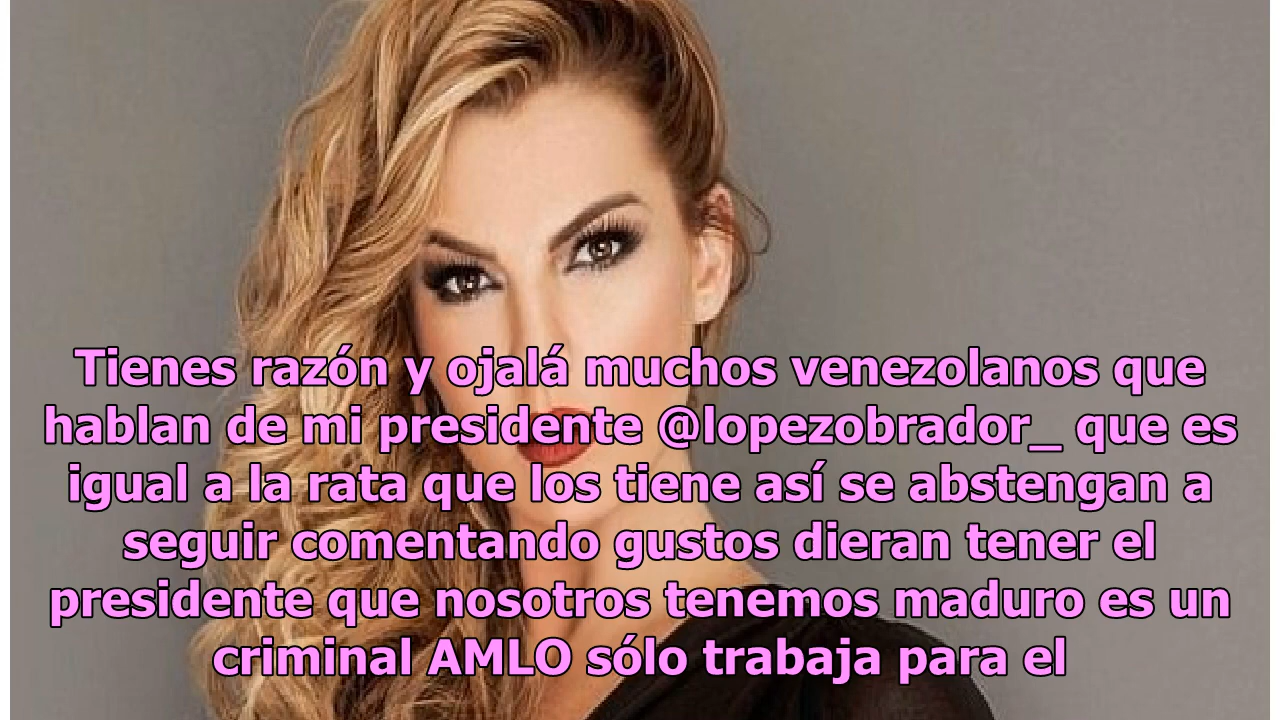 Tienes razón y ojalá muchos venezolanos que
hablan de mi presidente @lopezobrador_ que es
igual a la rata que los tiene así se abstengan a
seguir comentando gustos dieran tener el
presidente que nosotros tenemos maduro es un
criminal AMLO sólo trabaja para el